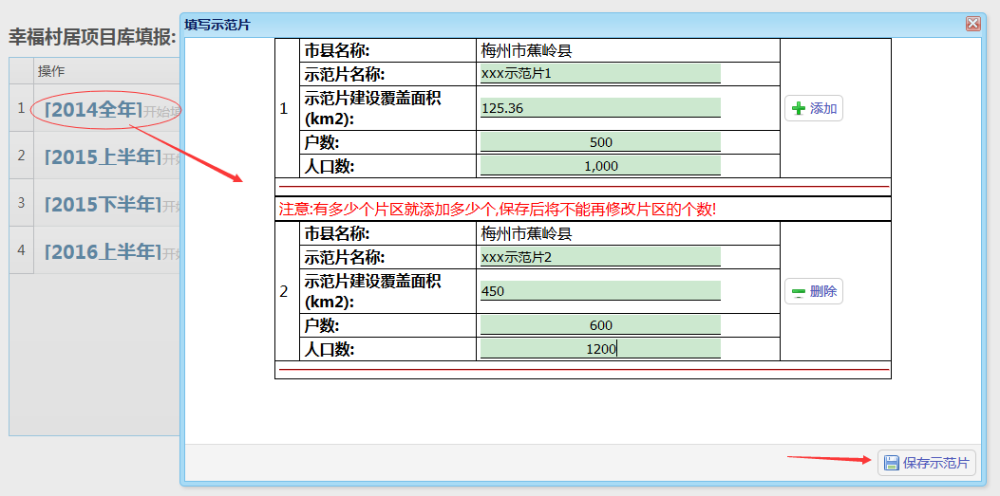 填写示范片
幸福村居项目库填报:
操作
1 [2014全年]开始填
2 [2015上半年]开
3 [2015下半年]开
4 [2016上半年]开始
1
市县名称: 梅州市蕉岭县
示范片名称: xxx示范片1
示范片建设覆盖面积
(km2): 125.36
户数: 500
人口数: 1,000
添加
注意:有多少个片区就添加多少个,保存后将不能再修改片区的个数!
2
市县名称: 梅州市蕉岭县
示范片名称: xxx示范片2
示范片建设覆盖面积
(km2): 450
户数: 600
人口数: 1200
删除
保存示范片